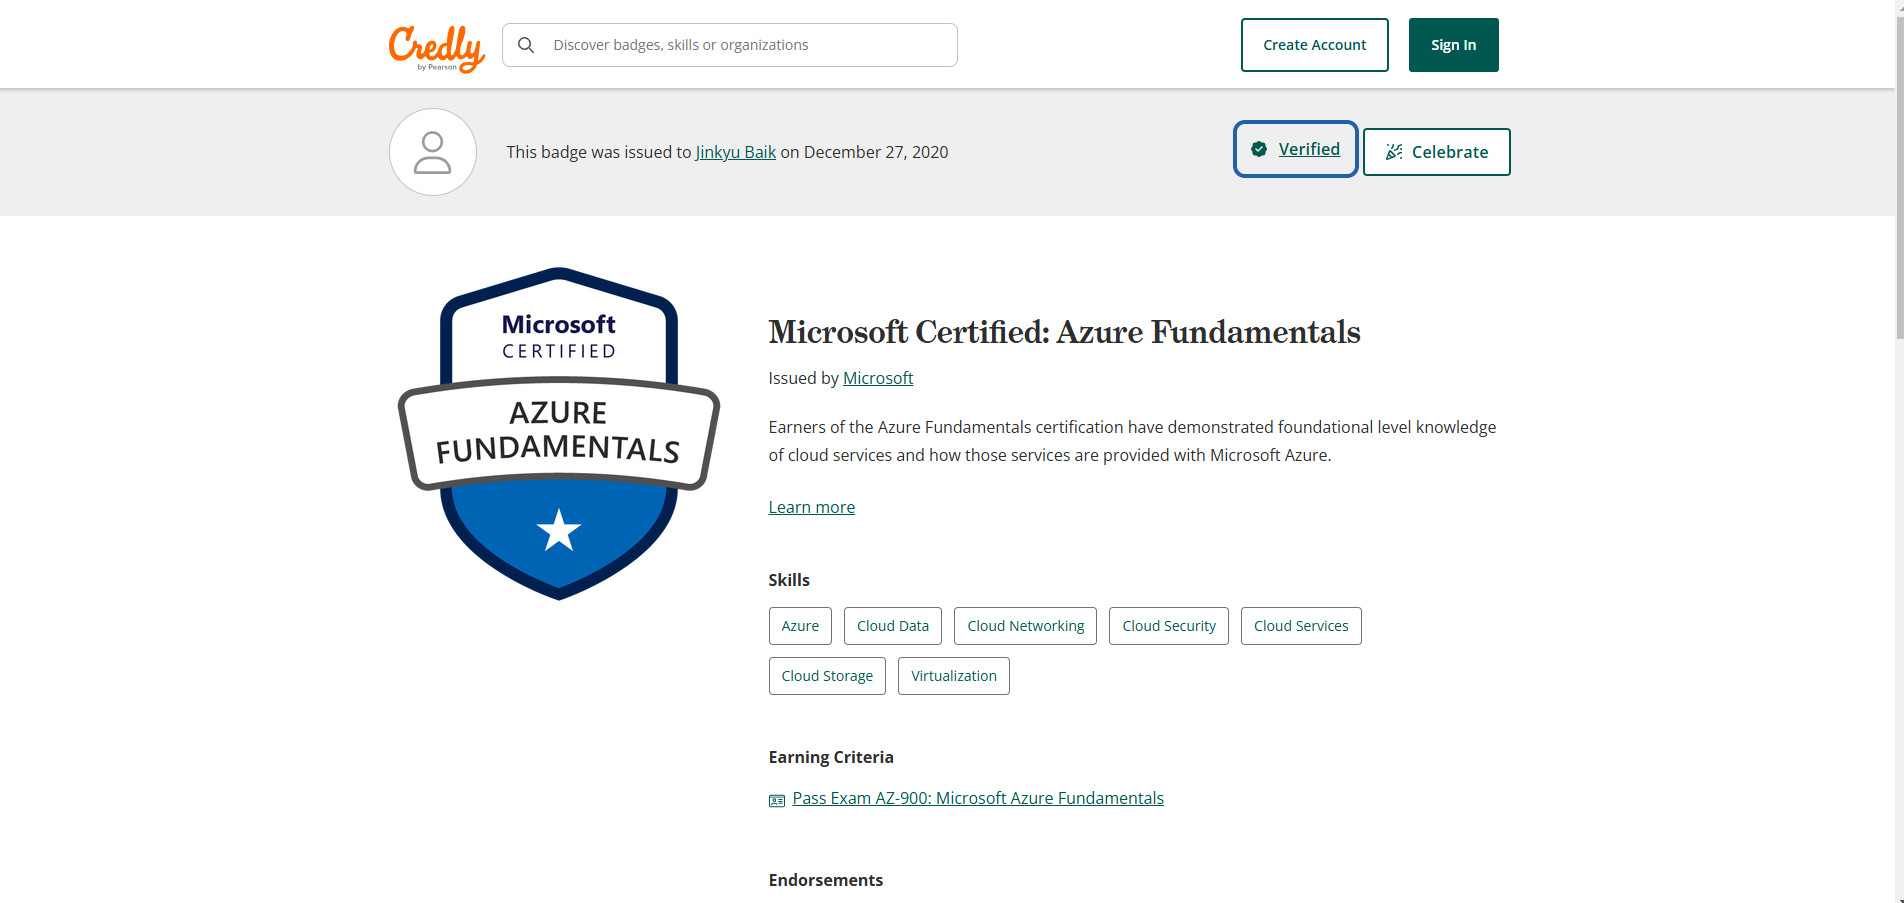 Credly
by Pearson
Discover badges, skills or organizations
Create Account
Sign In
This badge was issued to Jinkyu Baik on December 27, 2020
Verified
Celebrate
Microsoft
CERTIFIED
AZURE
FUNDAMENTALS
Microsoft Certified: Azure Fundamentals
Issued by Microsoft
Earners of the Azure Fundamentals certification have demonstrated foundational level knowledge
of cloud services and how those services are provided with Microsoft Azure.
Learn more
Skills
Azure
Cloud Data
Cloud Networking
Cloud Security
Cloud Services
Cloud Storage
Virtualization
Earning Criteria
Pass Exam AZ-900: Microsoft Azure Fundamentals
Endorsements